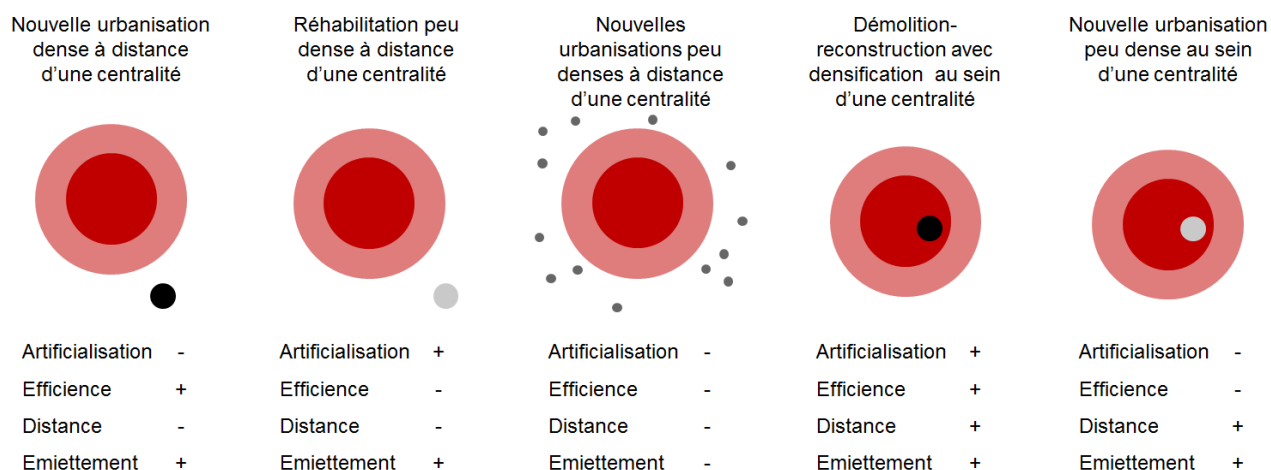 Nouvelle urbanisation
dense à distance
d'une centralité
Réhabilitation peu
dense à distance
d'une centralité
Nouvelles
urbanisations peu
denses à distance
d'une centralité
Démolition-
reconstruction avec
densification au sein
d'une centralité
Nouvelle urbanisation
peu dense au sein
d'une centralité
Artificialisation -
Efficience +
Distance -
Emiettement +
Artificialisation +
Efficience -
Distance -
Emiettement +
Artificialisation -
Efficience -
Distance -
Emiettement -
Artificialisation +
Efficience +
Distance +
Emiettement +
Artificialisation -
Efficience -
Distance +
Emiettement +